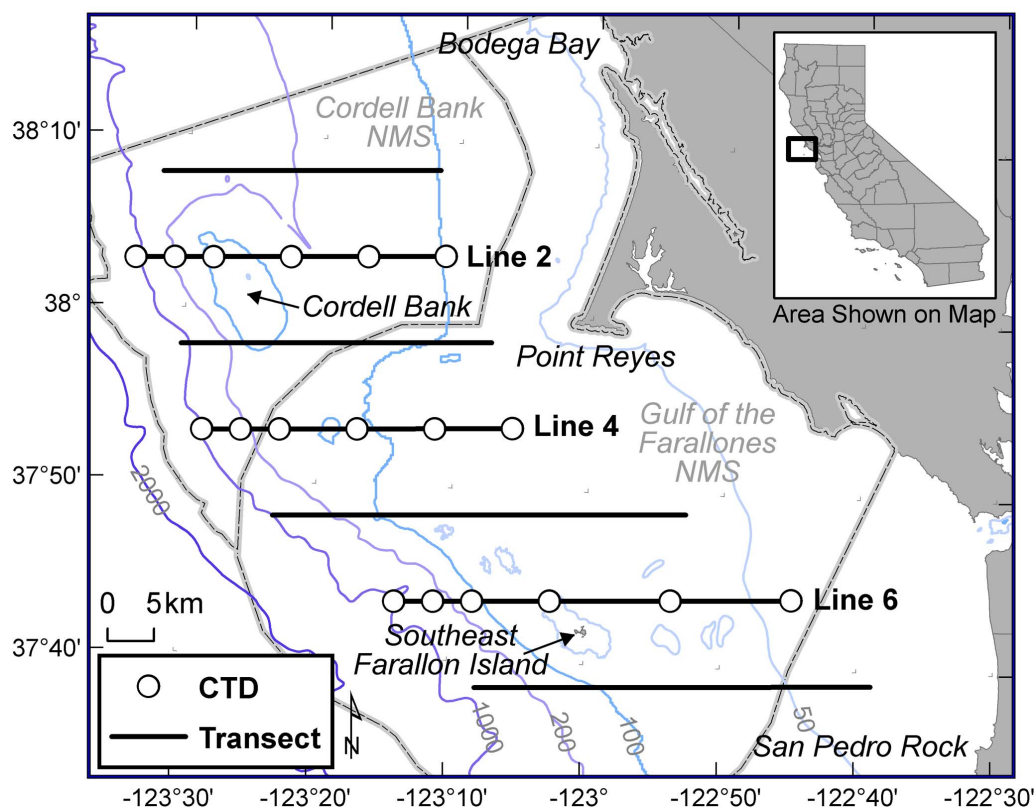 Bodega Bay
38°10'
Cordell Bank
NMS
Area Shown on Map
Line 2
38°
Cordell Bank
Point Reyes
Gulf of the
Farallones
NMS
Line 4
37°50'
2000
0 5km
Line 6
Southeast
Farallon Island
37°40'
CTD
Transect
N
1000
200
100
50
San Pedro Rock
-123°30'
-123°20'
-123°10'
-123°
-122°50'
-122°40'
-122°30'